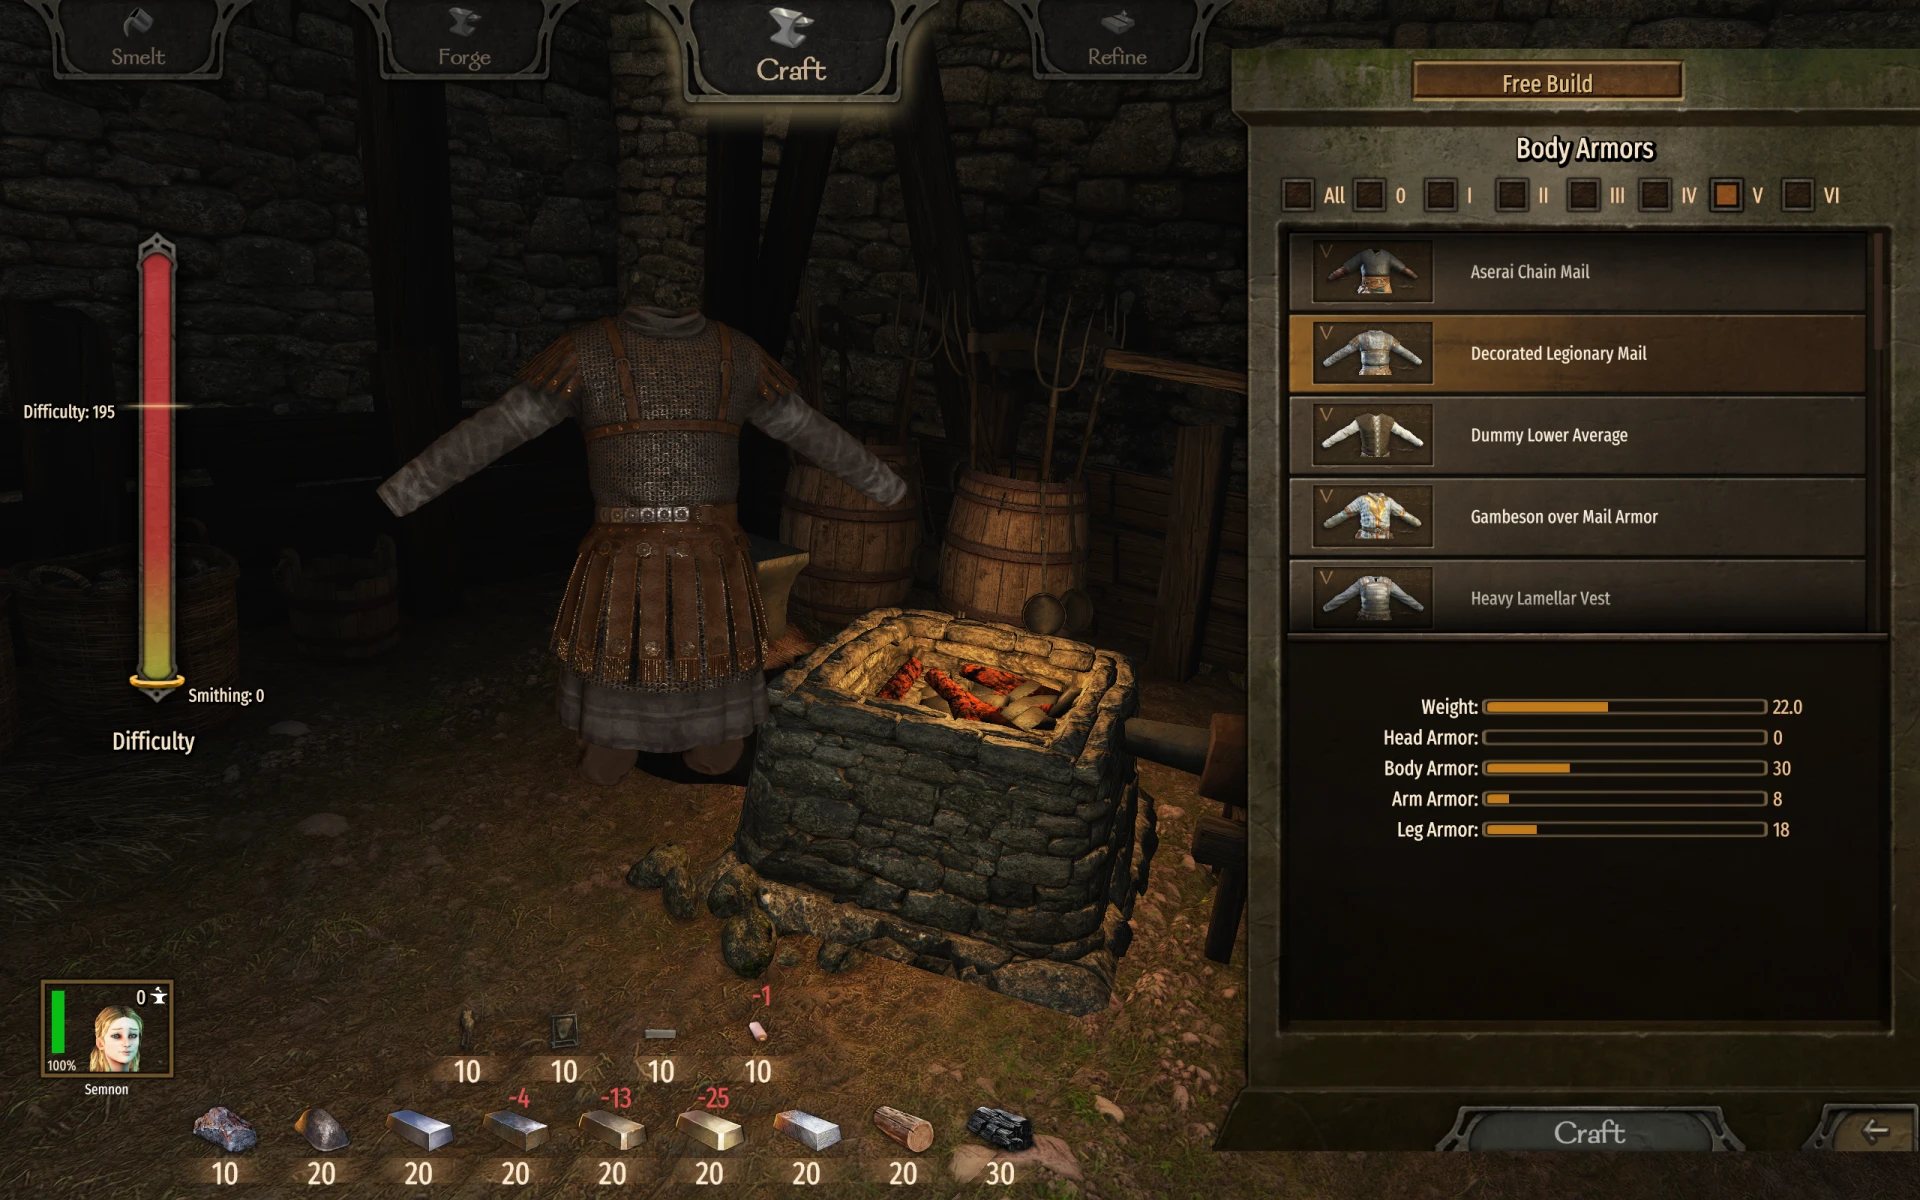 Smelt
Forge
Craft
Refine
Free Build
Body Armors
All 0 I II III IV V VI
V
Aserai Chain Mail
V
Decorated Legionary Mail
V
Dummy Lower Average
V
Gambeson over Mail Armor
V
Heavy Lamellar Vest
Difficulty: 195
Smithing: 0
Difficulty
Weight: 22.0
Head Armor: 0
Body Armor: 30
Arm Armor: 8
Leg Armor: 18
0
100%
Semnon
-1
10 10 10 10
-4 -13 -25
10 20 20 20 20 20 20 20 30
Craft